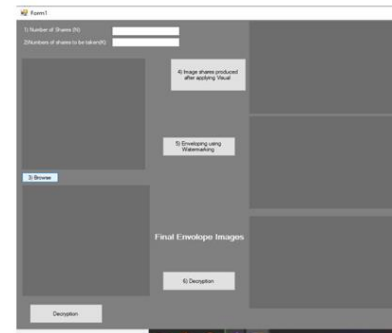 Form1
1) Number of Shares (N)
2)Numbers of shares to be taken(K)
4) Image shares produced
after applying Visual
5) Enveloping using
Watermarking
3) Browse
Final Envolope Images
6) Decryption
Decryption